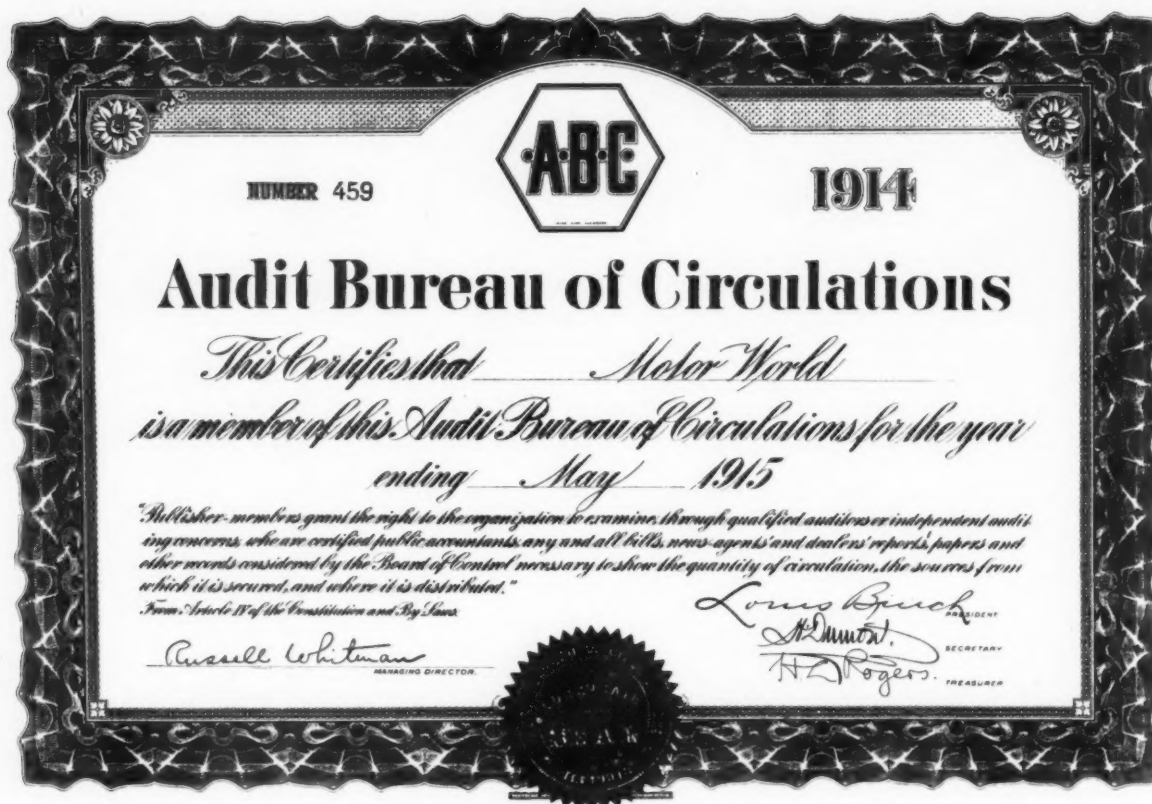 A·B·C
NUMBER 459
1914
Audit Bureau of Circulations
This Certifies that Motor World
is a member of this Audit Bureau of Circulations for the year
ending May 1915
"Publisher-members grant the right to the organization to examine, through qualified auditors or independent audit
ing concerns, who are certified public accountants, any and all bills, news-agents' and dealers' reports, papers and
other records considered by the Board of Control necessary to show the quantity of circulation, the sources from
which it is secured, and where it is distributed."
From Article IV of the Constitution and By Laws.
Louis Bruch
PRESIDENT
SECRETARY
Russell Whitman
MANAGING DIRECTOR.
Rogers.
TREASURER